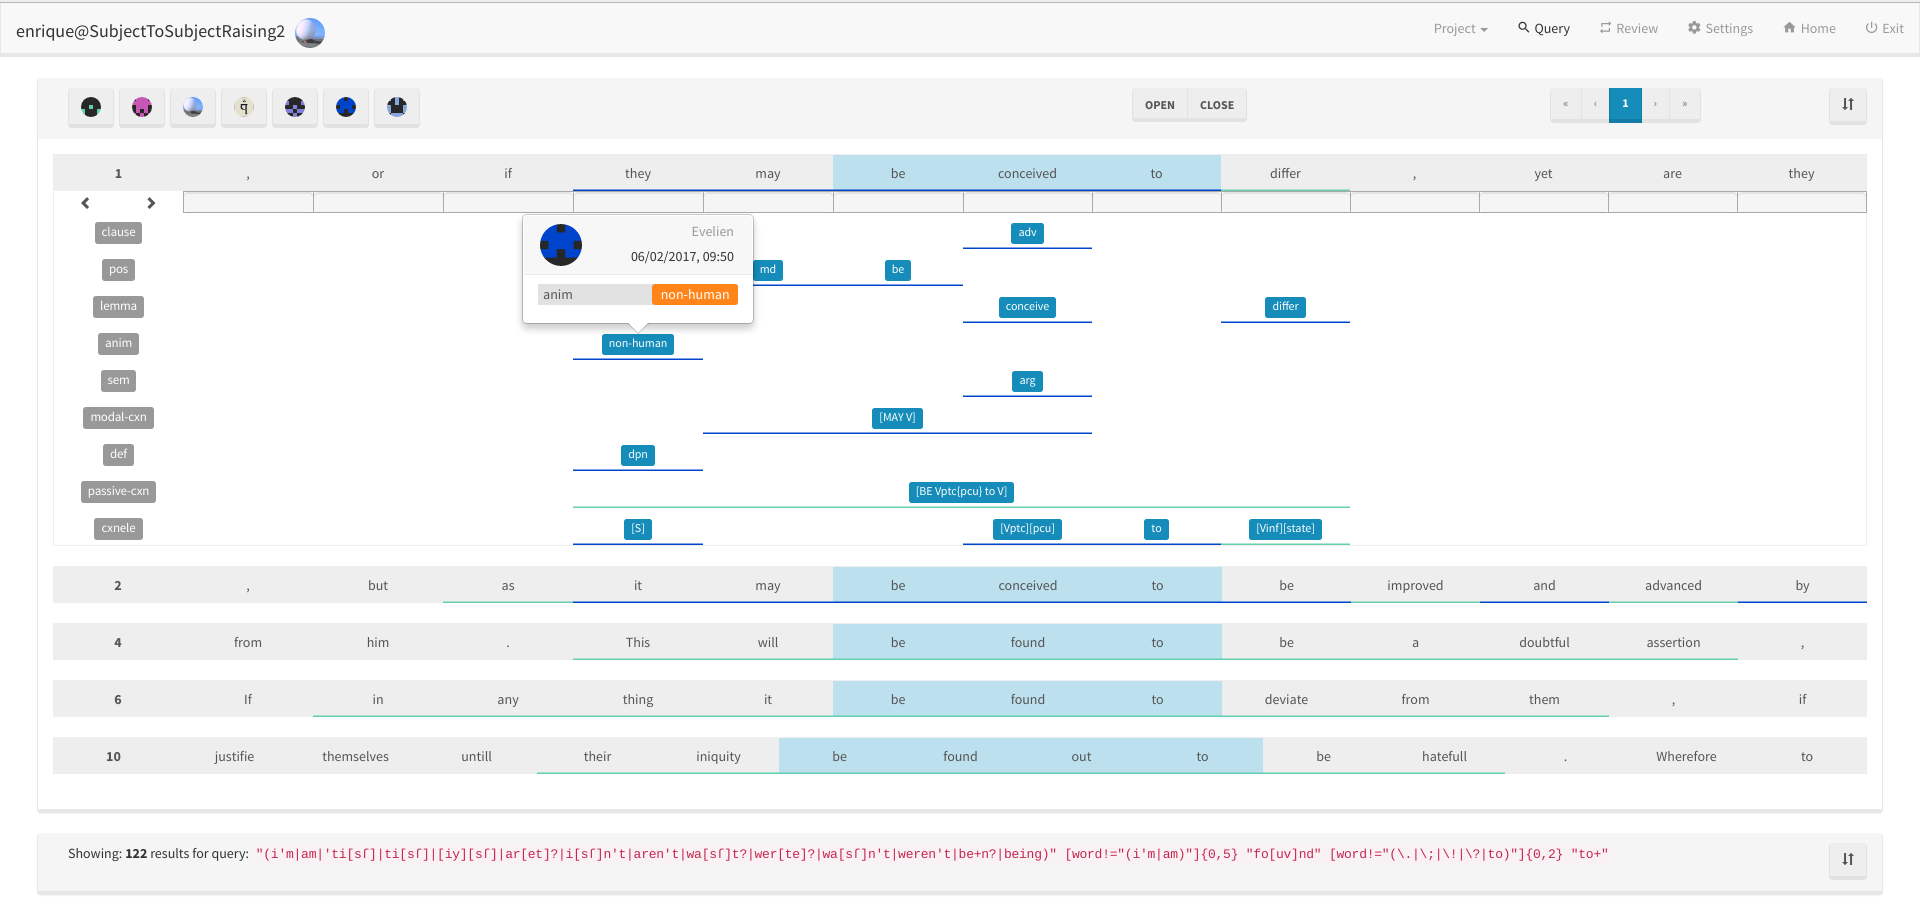 enrique@SubjectToSubjectRaising2 Project Query Review Settings Home Exit
q̂ OPEN CLOSE « ‹ 1 › »
1 , or if they may be conceived to differ , yet are they
clause adv
Evelien
06/02/2017, 09:50
pos md be
anim non-human
lemma conceive differ
anim non-human
sem arg
modal-cxn [MAY V]
def dpn
passive-cxn [BE Vptc{pcu} to V]
cxnele [S] [Vptc][pcu] to [Vinf][state]
2 , but as it may be conceived to be improved and advanced by
4 from him . This will be found to be a doubtful assertion ,
6 If in any thing it be found to deviate from them , if
10 justifie themselves untill their iniquity be found out to be hatefull . Wherefore to
Showing: 122 results for query: "(i'm|am|'ti[sſ]|ti[sſ]|[iy][sſ]|ar[et]?|i[sſ]n't|aren't|wa[sſ]t?|wer[te]?|wa[sſ]n't|weren't|be+n?|being)" [word!="(i'm|am)"]{0,5} "fo[uv]nd" [word!="(\.|\;|\!|\?|to)"]{0,2} "to+"